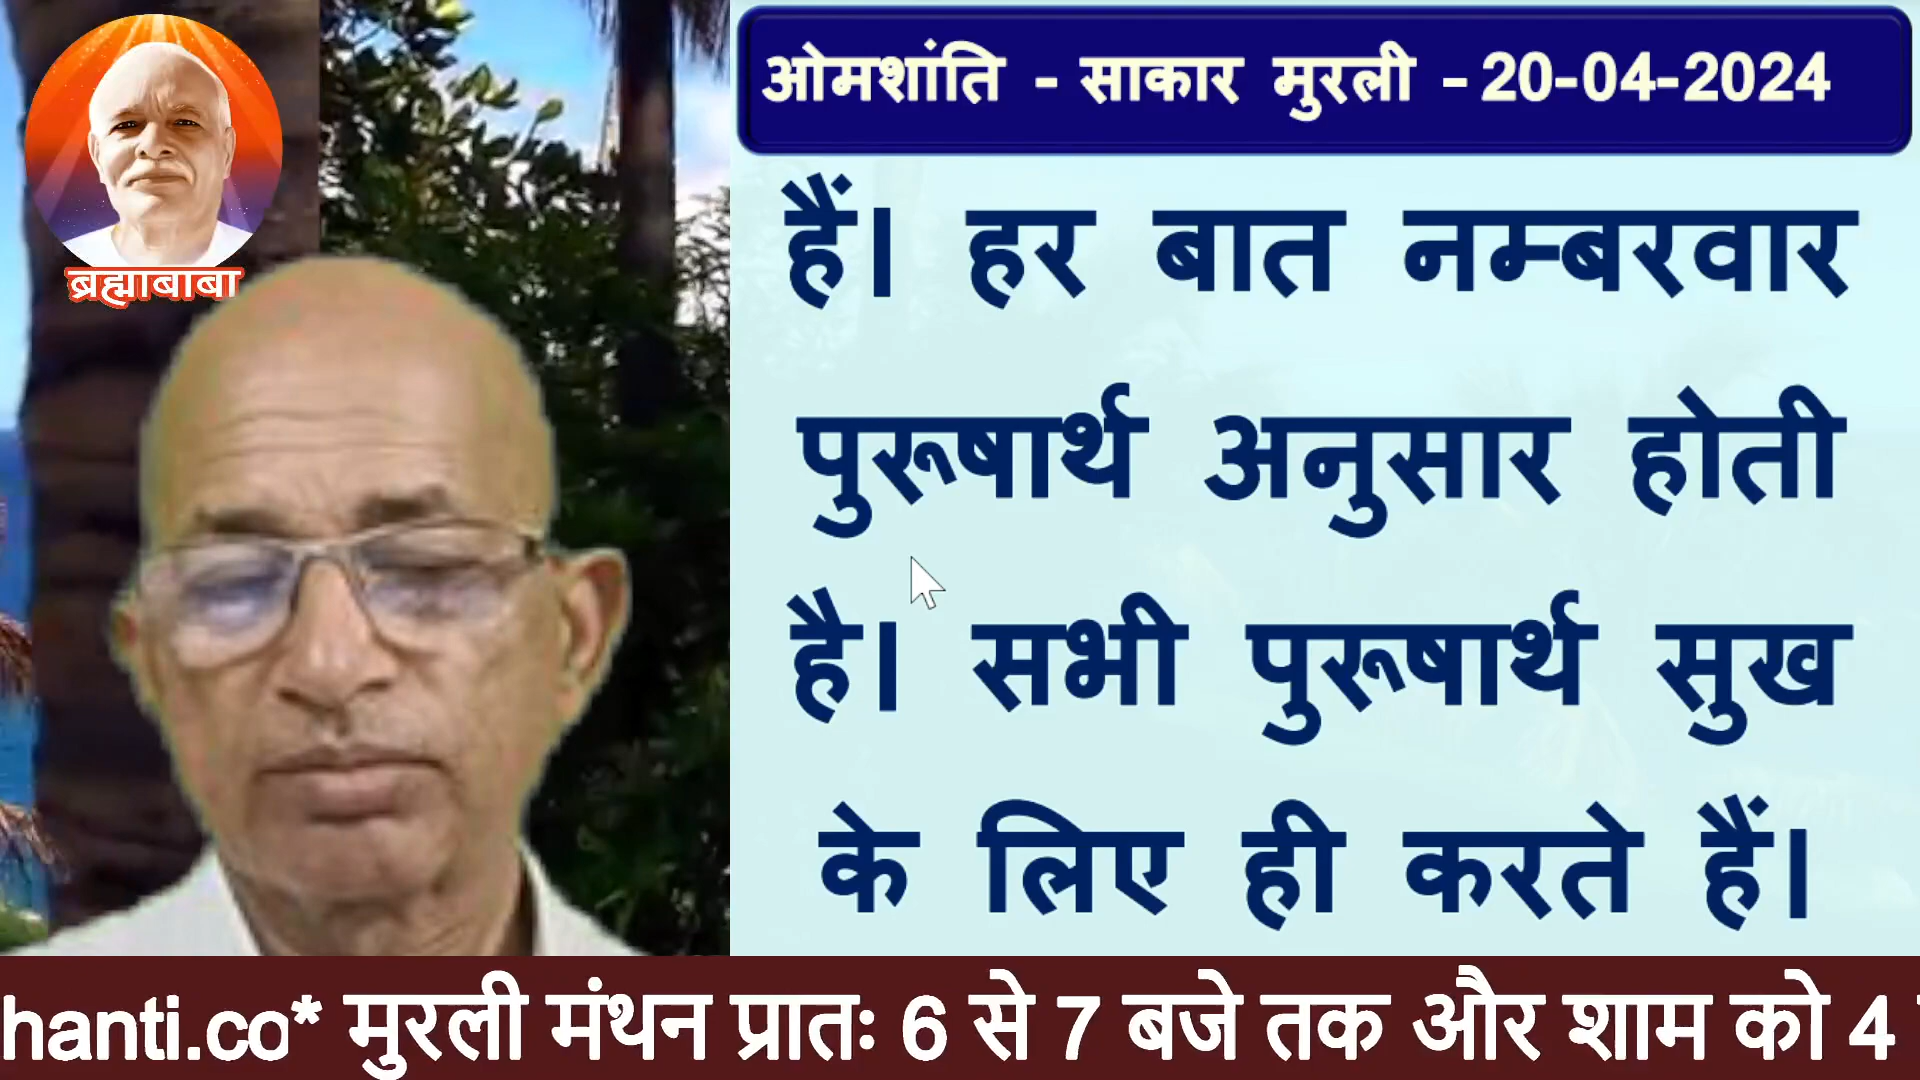 ओमशांति - साकार मुरली - 20-04-2024
ब्रह्माबाबा
हैं। हर बात नम्बरवार
पुरूषार्थ अनुसार होती
है। सभी पुरूषार्थ सुख
के लिए ही करते हैं।
hanti.co* मुरली मंथन प्रातः 6 से 7 बजे तक और शाम को 4